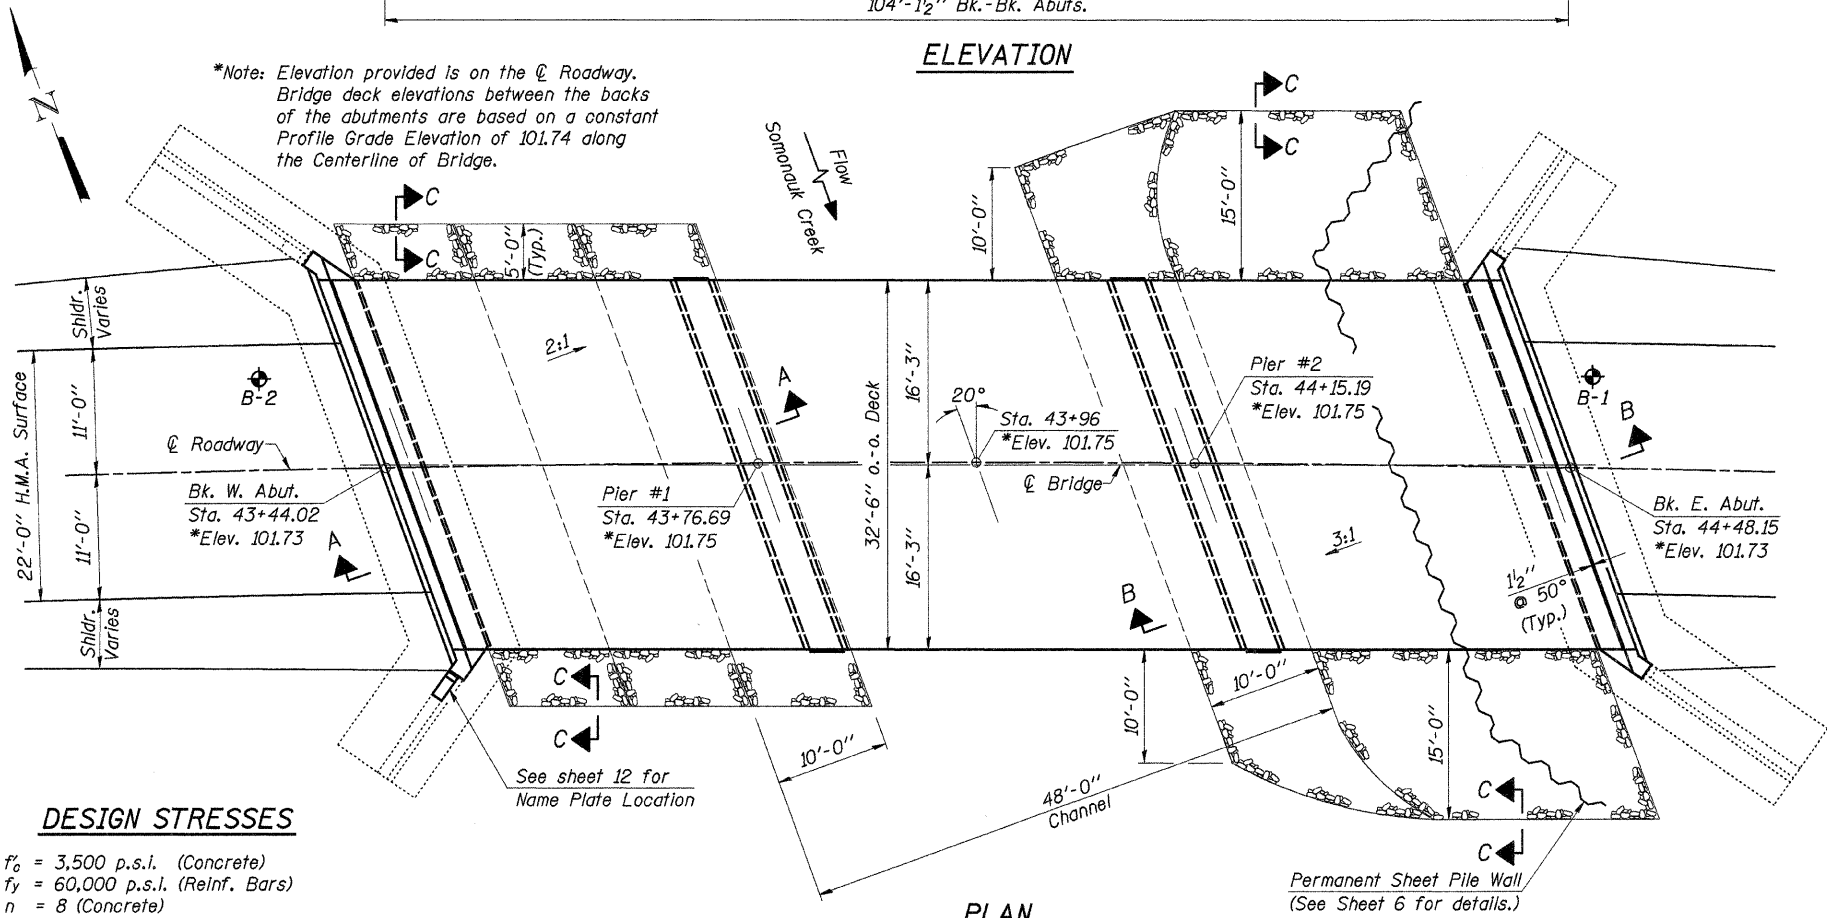 104'-1½" Bk.-Bk. Abuts.
ELEVATION
*Note: Elevation provided is on the ℄ Roadway.
Bridge deck elevations between the backs
of the abutments are based on a constant
Profile Grade Elevation of 101.74 along
the Centerline of Bridge.
N
Flow
Somonauk Creek
C
C
C
C
5'-0"
(Typ.)
10'-0"
15'-0"
Shldr.
Varies
22'-0" H.M.A. Surface
11'-0"
11'-0"
Shldr.
Varies
B-2
℄ Roadway
Bk. W. Abut.
Sta. 43+44.02
*Elev. 101.73
A
A
2:1
Pier #1
Sta. 43+76.69
*Elev. 101.75
32'-6" o.-o. Deck
16'-3"
16'-3"
20°
Sta. 43+96
*Elev. 101.75
℄ Bridge
Pier #2
Sta. 44+15.19
*Elev. 101.75
B-1
B
B
3:1
Bk. E. Abut.
Sta. 44+48.15
*Elev. 101.73
1½"
@ 50°
(Typ.)
C
C
See sheet 12 for
Name Plate Location
10'-0"
48'-0"
Channel
10'-0"
10'-0"
15'-0"
C
C
Permanent Sheet Pile Wall
(See Sheet 6 for details.)
DESIGN STRESSES
f'c = 3,500 p.s.i. (Concrete)
fy = 60,000 p.s.i. (Reinf. Bars)
n = 8 (Concrete)
PLAN